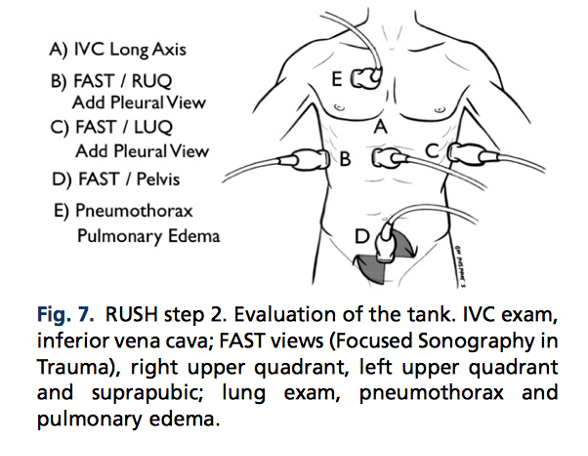 A) IVC Long Axis
B) FAST / RUQ
Add Pleural View
C) FAST / LUQ
Add Pleural View
D) FAST / Pelvis
E) Pneumothorax
Pulmonary Edema
E
A
B
C
D
Fig. 7. RUSH step 2. Evaluation of the tank. IVC exam,
inferior vena cava; FAST views (Focused Sonography in
Trauma), right upper quadrant, left upper quadrant
and suprapubic; lung exam, pneumothorax and
pulmonary edema.